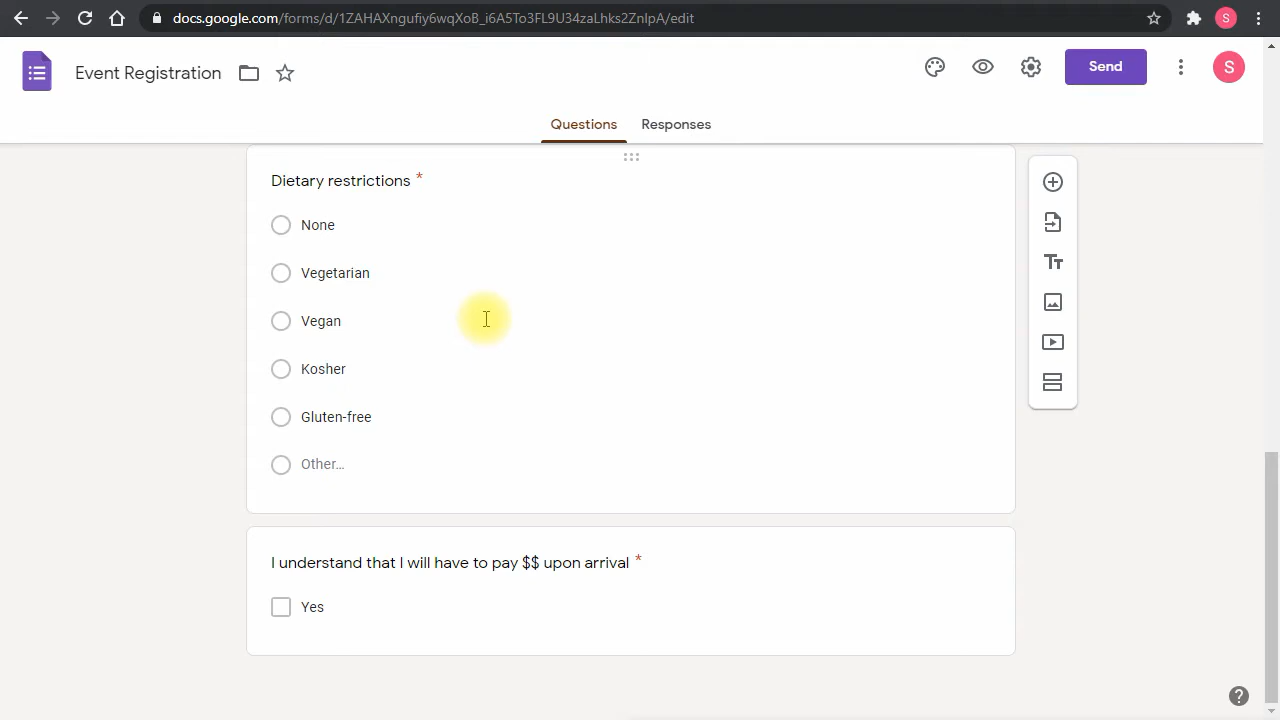 docs.google.com/forms/d/1ZAHAXngufiy6wqXoB_i6A5To3FL9U34zaLhks2ZnIpA/edit
S
Event Registration
Send
S
Questions
Responses
Dietary restrictions *
None
Vegetarian
Vegan
Kosher
Gluten-free
Other...
I understand that I will have to pay $$ upon arrival *
Yes